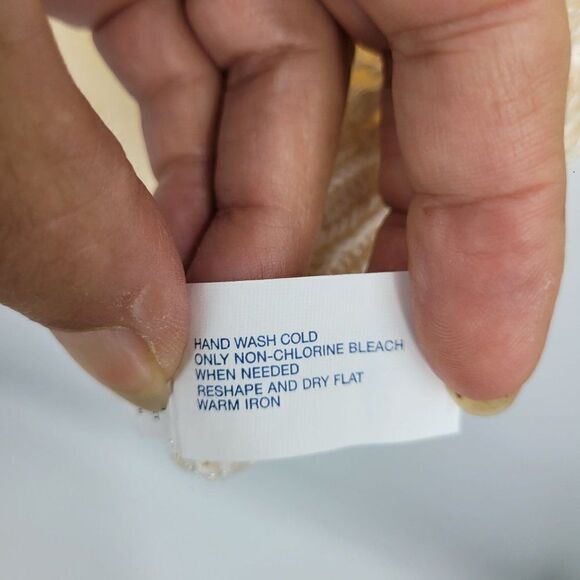 HAND WASH COLD
ONLY NON-CHLORINE BLEACH
WHEN NEEDED
RESHAPE AND DRY FLAT
WARM IRON